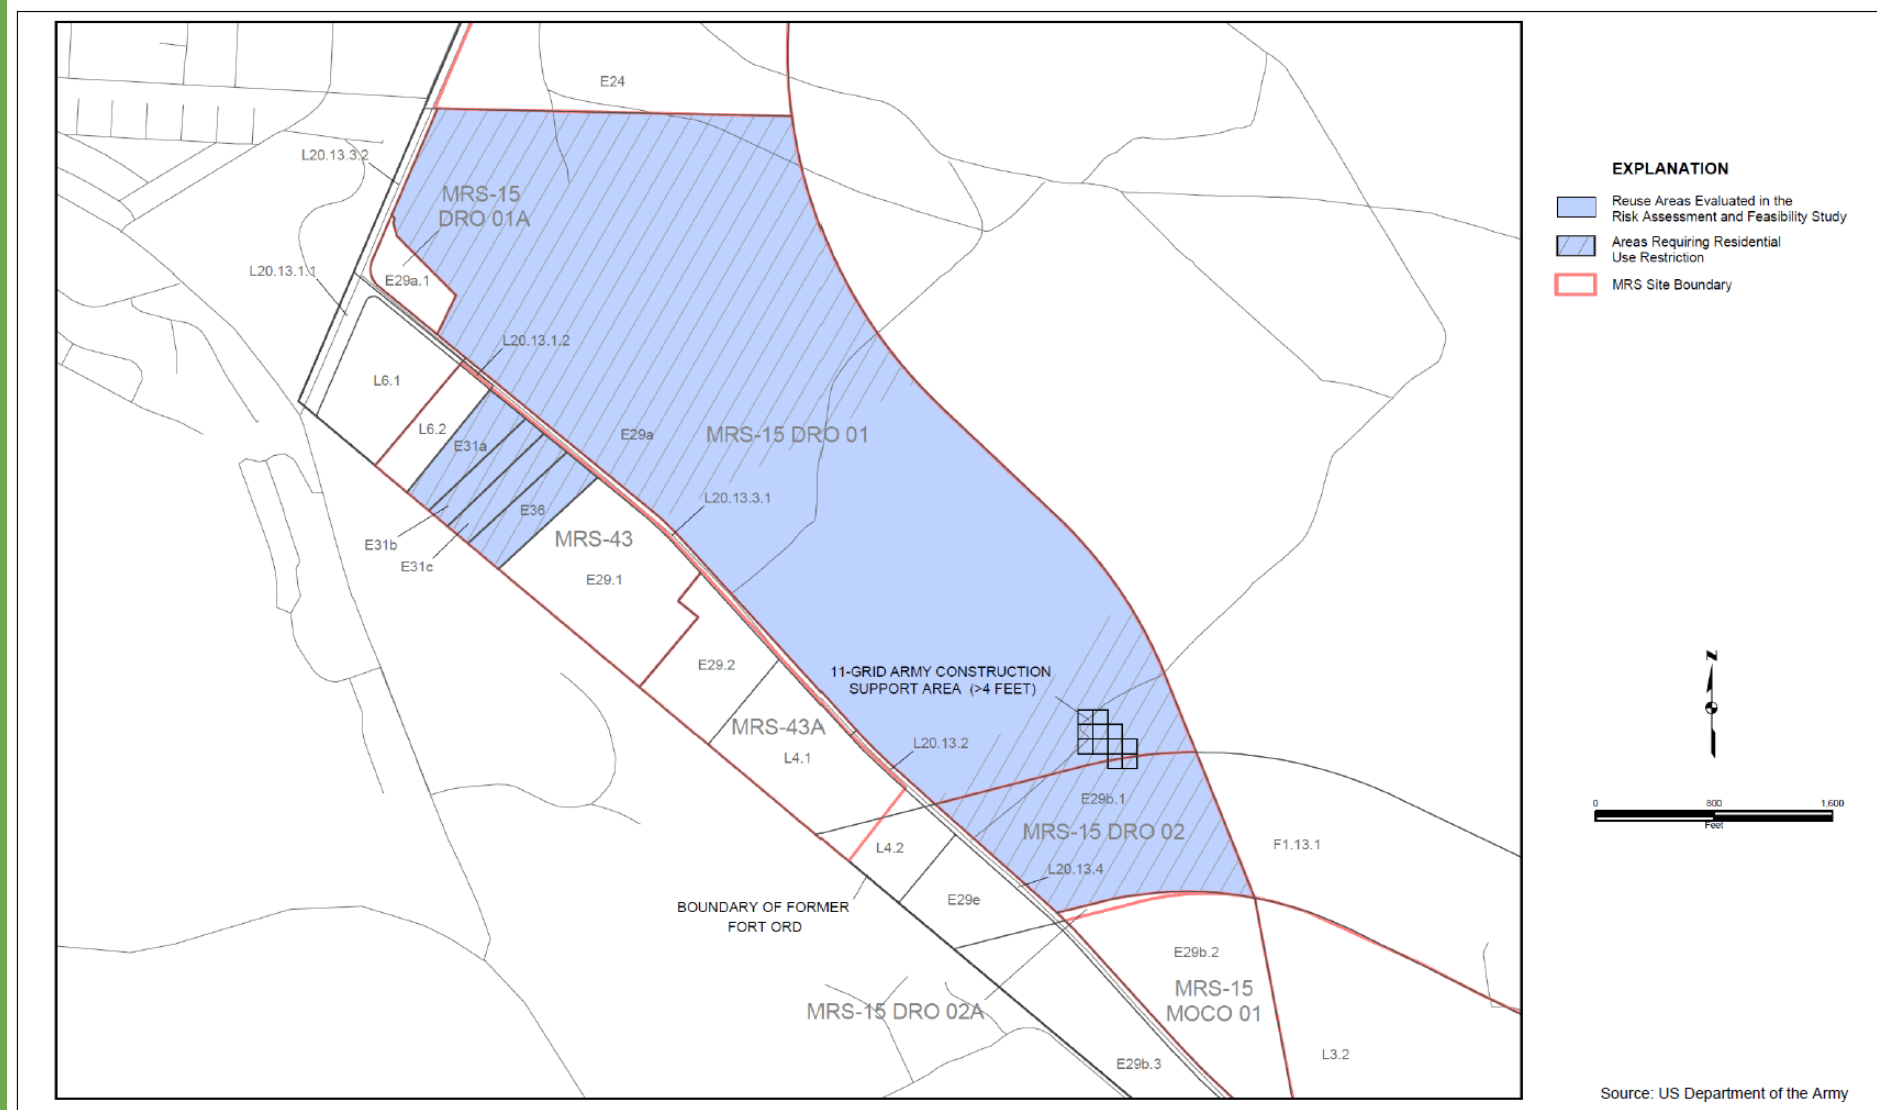 E24
L20.13.3.2
MRS-15
DRO 01A
L20.13.1.1
E29a.1
L20.13.1.2
L6.1
L6.2
E31a
E29a
MRS-15 DRO 01
L20.13.3.1
E36
E31b
E31c
MRS-43
E29.1
E29.2
11-GRID ARMY CONSTRUCTION
SUPPORT AREA (>4 FEET)
MRS-43A
L4.1
L20.13.2
E29b.1
MRS-15 DRO 02
L4.2
L20.13.4
F1.13.1
E29e
BOUNDARY OF FORMER
FORT ORD
E29b.2
MRS-15
MOCO 01
MRS-15 DRO 02A
E29b.3
L3.2
EXPLANATION
Reuse Areas Evaluated in the
Risk Assessment and Feasibility Study
Areas Requiring Residential
Use Restriction
MRS Site Boundary
N
0 800 1,600
Feet
Source: US Department of the Army